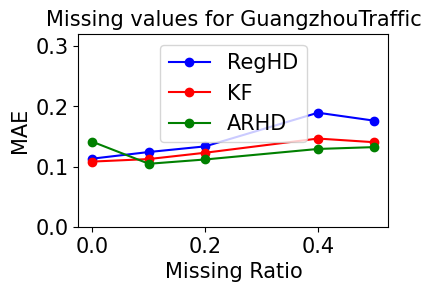 Missing values for GuangzhouTraffic
0.3
0.2
0.1
0.0
MAE
RegHD
KF
ARHD
0.0 0.2 0.4
Missing Ratio